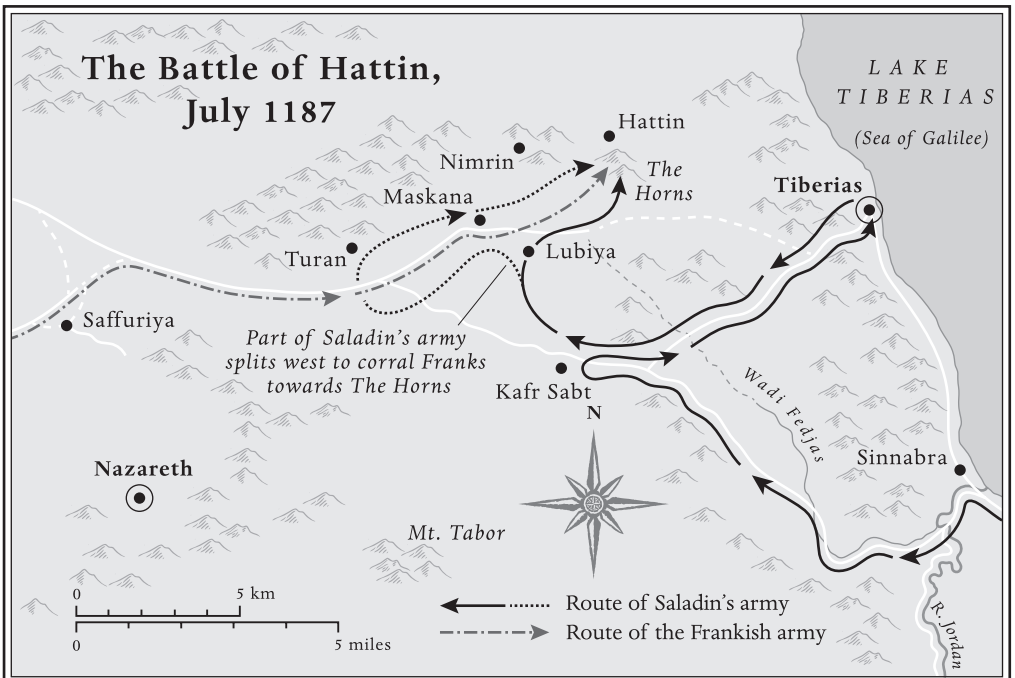 The Battle of Hattin,
July 1187
LAKE
TIBERIAS
(Sea of Galilee)
Hattin
Nimrin
The
Horns
Tiberias
Maskana
Turan
Lubiya
Saffuriya
Part of Saladin's army
splits west to corral Franks
towards The Horns
Kafr Sabt
N
Wadi Fedjas
Sinnabra
Nazareth
Mt. Tabor
0 5 km
0 5 miles
Route of Saladin's army
Route of the Frankish army
R. Jordan